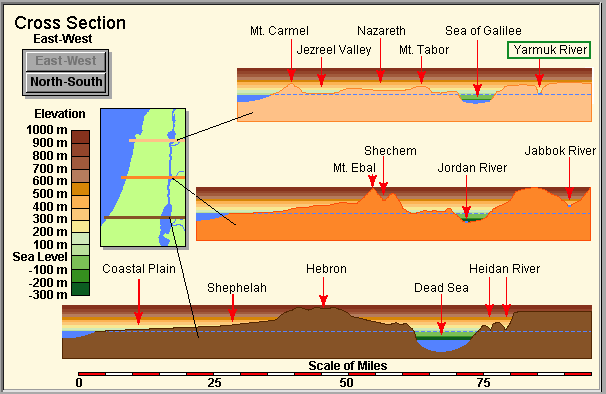 Cross Section
East-West
East-West
North-South
Mt. Carmel
Nazareth
Sea of Galilee
Jezreel Valley
Mt. Tabor
Yarmuk River
Elevation
1000 m
900 m
800 m
700 m
600 m
500 m
400 m
300 m
200 m
100 m
Sea Level
-100 m
-200 m
-300 m
Shechem
Jabbok River
Mt. Ebal
Jordan River
Coastal Plain
Hebron
Heidan River
Shephelah
Dead Sea
Scale of Miles
0
25
50
75